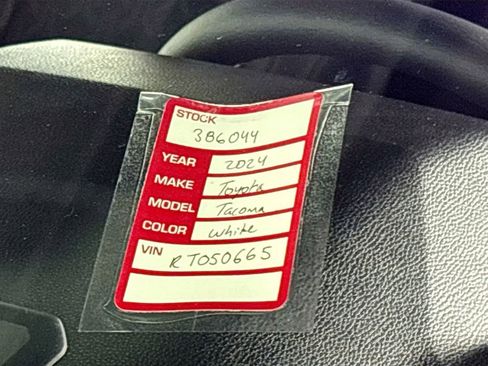 STOCK
386044
YEAR 2024
MAKE Toyota
MODEL Tacoma
COLOR White
VIN RT050665